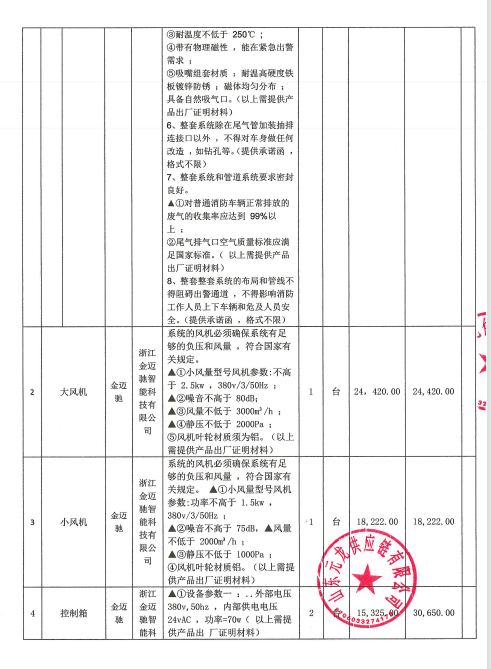 ③耐温度不低于 250℃ ;
④带有物理磁性 ，能在紧急出警
需求 ；
⑤吸嘴组套材质 ：耐温高硬度铁
板镀锌防锈 ；磁体均匀分布 ；
具备自然吸气口。（以上需提供产
品出厂证明材料）
6、整套系统除在尾气管加装抽排
连接口以外 ，不得对车身做任何
改造 ，如钻孔等。（提供承诺函 ，
格式不限）
7、整套系统和管道系统要求密封
良好。
▲①对普通消防车辆正常排放的
废气的收集率应达到 99%以
上 ；
②尾气排气口空气质量标准应满
足国家标准。（ 以上需提供产品
出厂证明材料）
8、整套整套系统的布局和管线不
得阻碍出警通道 ，不得影响消防
工作人员上下车辆和危及人员安
全。（提供承诺函 ，格式不限）
2
大风机
金迈
驰
浙江
金迈
驰智
能科
技有
限公
司
系统的风机必须确保系统有足
够的负压和风量 ，符合国家有
关规定。
▲①小风量型号风机参数:不高
于 2.5kw ，380v/3/50Hz ；
▲②噪音不高于 80dB;
▲③风量不低于 3000m³/h ；
▲④静压不低于 2000Pa ；
⑤风机叶轮材质须为铝。（以上
需提供产品出厂证明材料）
1
台
24，420.00
24,420.00
3
小风机
金迈
驰
浙江
金迈
驰智
能科
技有
限公
司
系统的风机必须确保系统有足
够的负压和风量 ，符合国家有
关规定。 ▲①小风量型号风机
参数:功率不高于 1.5kw ，
380v/3/50Hz ；
▲②噪音不高于 75dB，▲风量
不低于 2000m³/h ；
▲③静压不低于 1000Pa ；
④风机叶轮材质铝。（以上需提
供产品出厂证明材料）
1
台
18,222.00
18,222.00
4
控制箱
金迈
驰
浙江
金迈
驰智
能科
▲①设备参数一 ：..外部电压
380v,50hz ，内部供电电压
24vAC ，功率=70w（ 以上需提
供产品出 厂证明材料）
2
台
15,325.00
30,650.00
山东元龙供应链有限公司